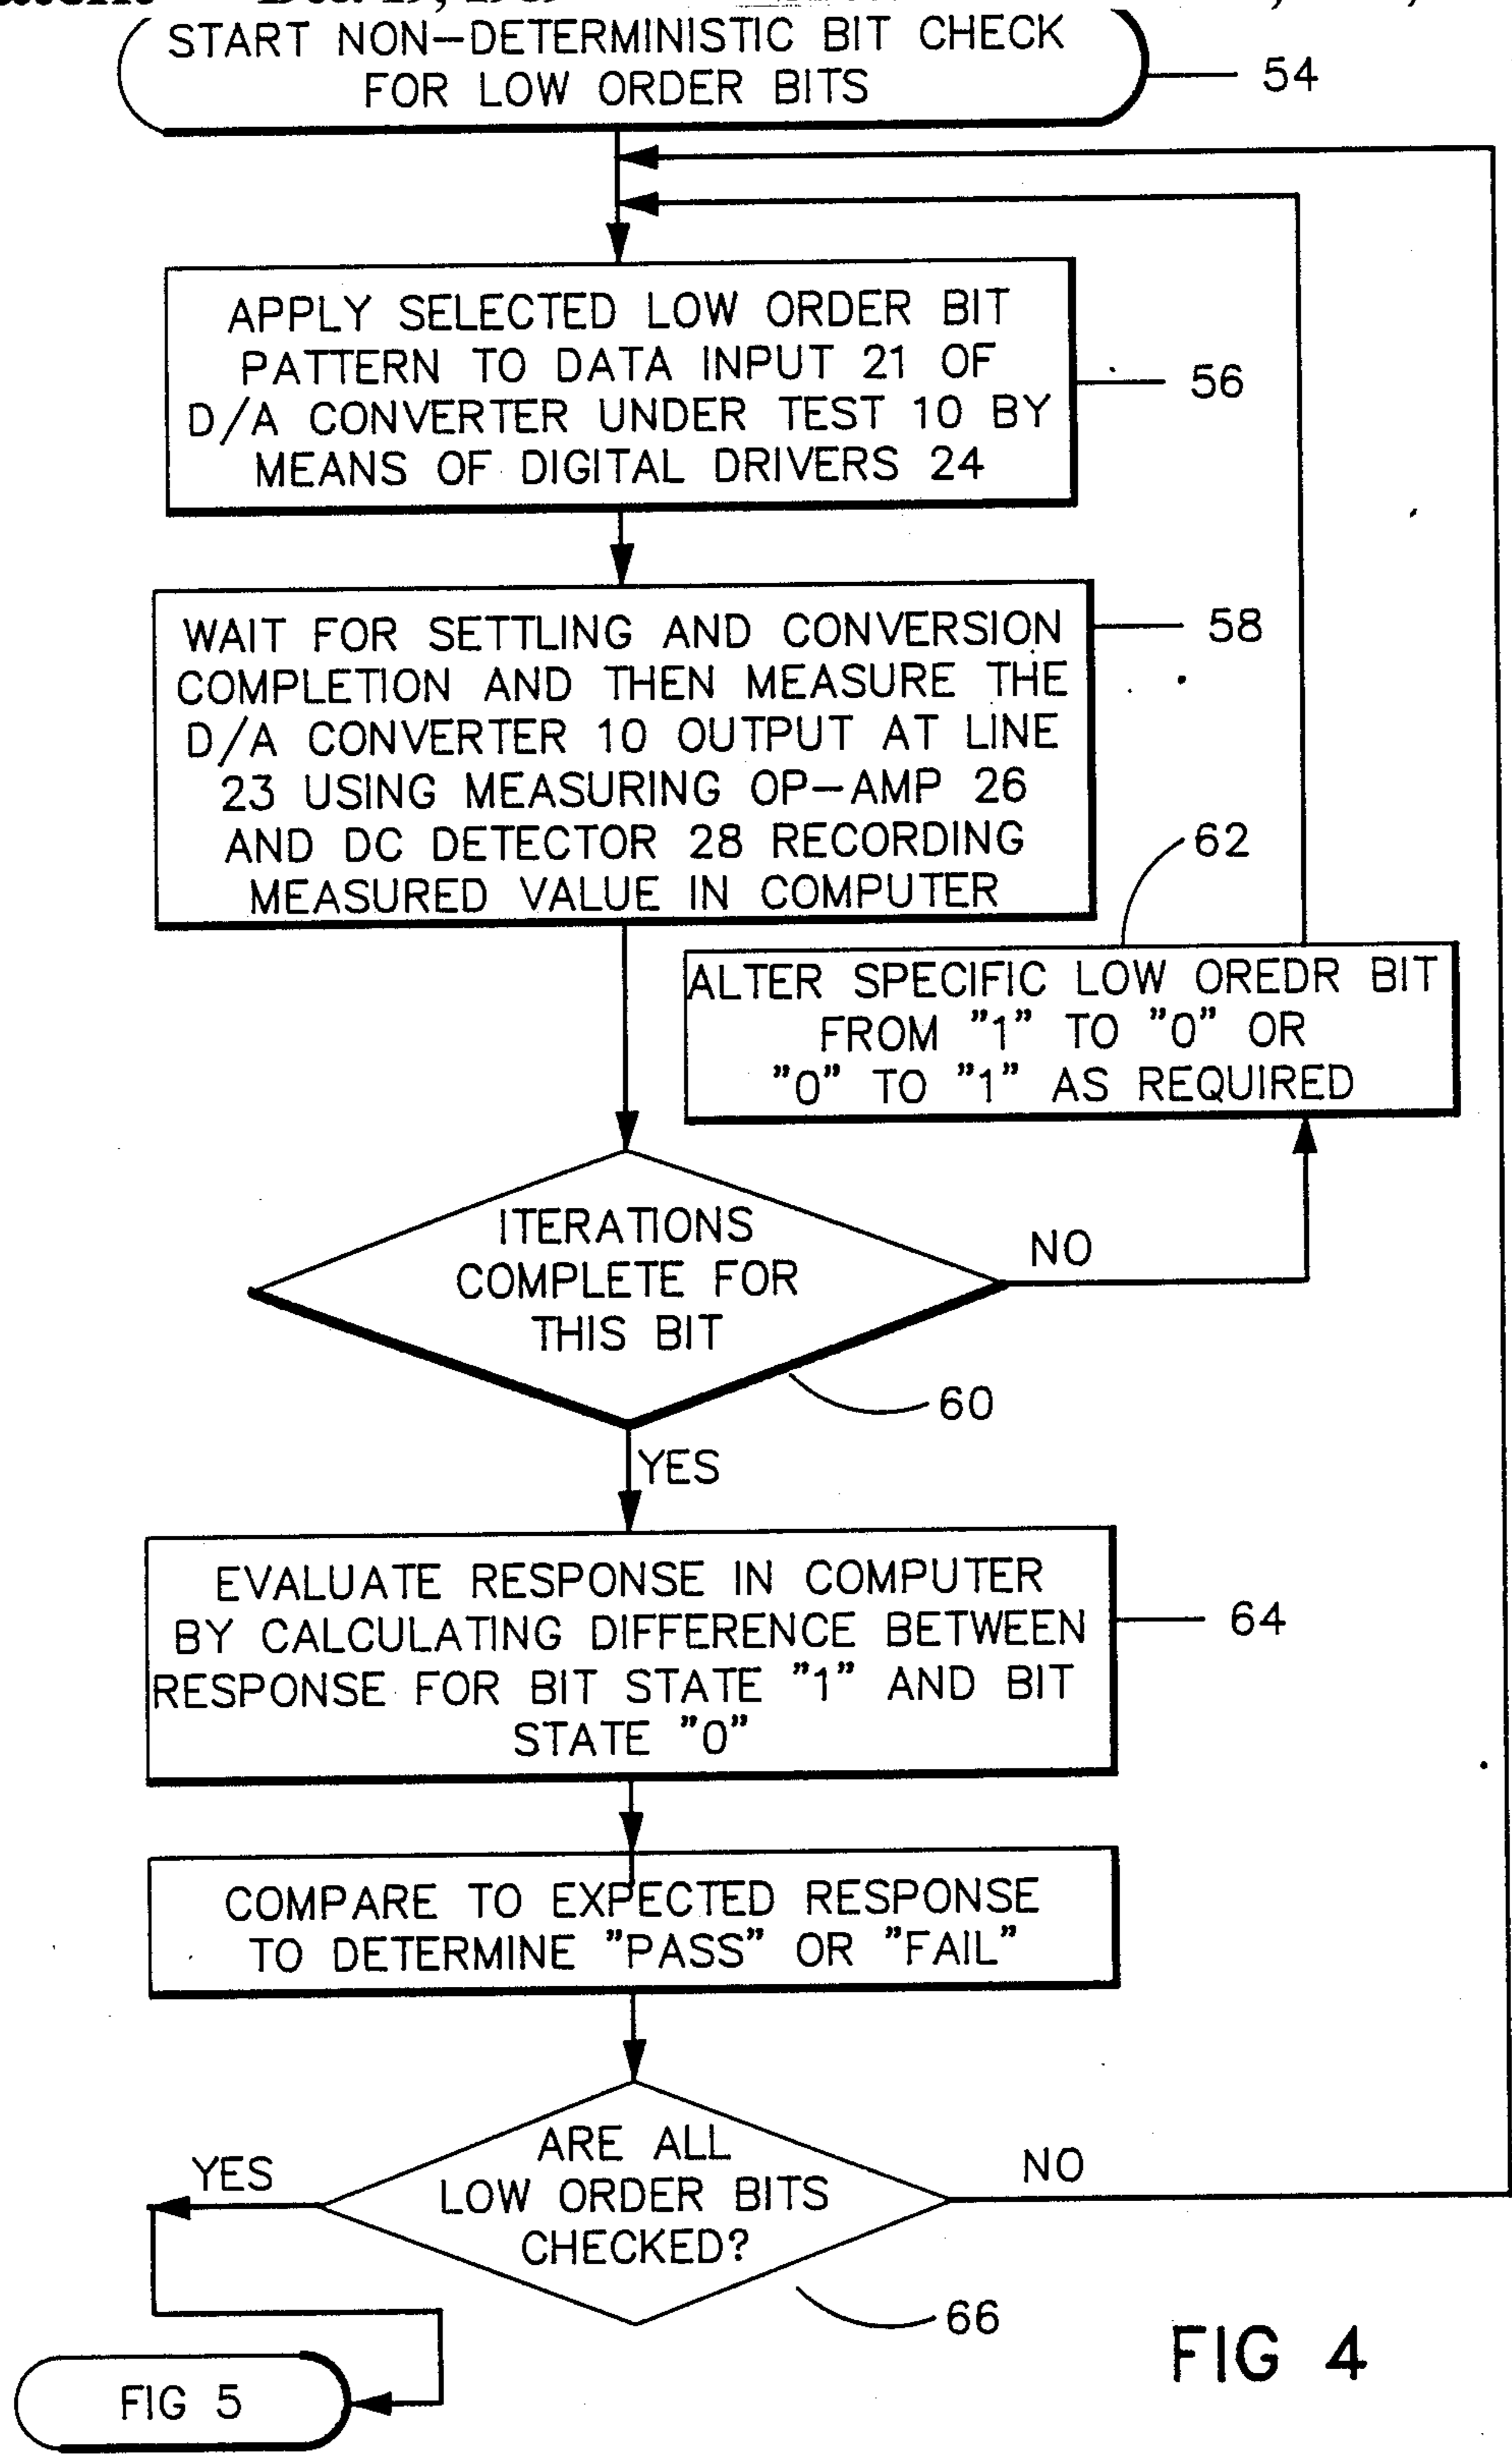 START NON-DETERMINISTIC BIT CHECK
FOR LOW ORDER BITS
54
APPLY SELECTED LOW ORDER BIT
PATTERN TO DATA INPUT 21 OF
D/A CONVERTER UNDER TEST 10 BY
MEANS OF DIGITAL DRIVERS 24
56
WAIT FOR SETTLING AND CONVERSION
COMPLETION AND THEN MEASURE THE
D/A CONVERTER 10 OUTPUT AT LINE
23 USING MEASURING OP-AMP 26
AND DC DETECTOR 28 RECORDING
MEASURED VALUE IN COMPUTER
58
62
ALTER SPECIFIC LOW OREDR BIT
FROM "1" TO "0" OR
"0" TO "1" AS REQUIRED
ITERATIONS
COMPLETE FOR
THIS BIT
NO
60
YES
EVALUATE RESPONSE IN COMPUTER
BY CALCULATING DIFFERENCE BETWEEN
RESPONSE FOR BIT STATE "1" AND BIT
STATE "0"
64
COMPARE TO EXPECTED RESPONSE
TO DETERMINE "PASS" OR "FAIL"
ARE ALL
LOW ORDER BITS
CHECKED?
YES
NO
66
FIG 5
FIG 4